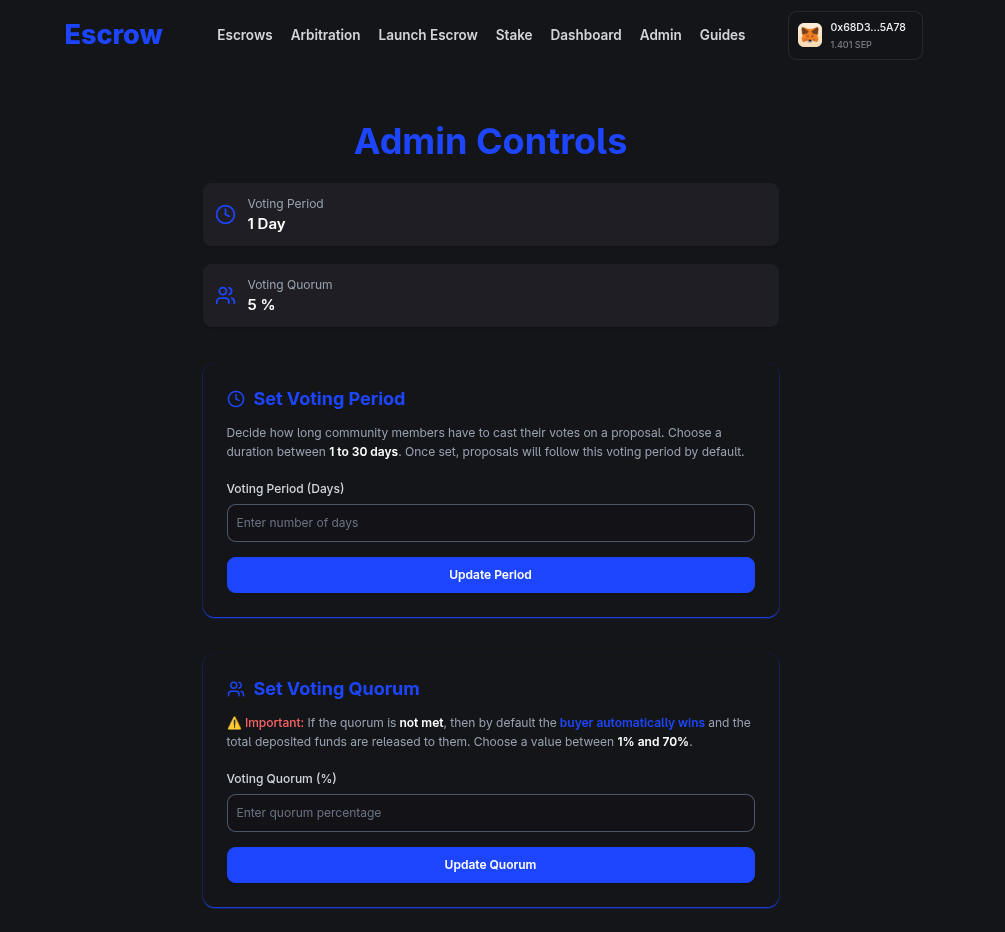 Escrow
Escrows Arbitration Launch Escrow Stake Dashboard Admin Guides
0x68D3...5A78
1.401 SEP
Admin Controls
Voting Period
1 Day
Voting Quorum
5 %
Set Voting Period
Decide how long community members have to cast their votes on a proposal. Choose a
duration between 1 to 30 days. Once set, proposals will follow this voting period by default.
Voting Period (Days)
Enter number of days
Update Period
Set Voting Quorum
⚠️ Important: If the quorum is not met, then by default the buyer automatically wins and the
total deposited funds are released to them. Choose a value between 1% and 70%.
Voting Quorum (%)
Enter quorum percentage
Update Quorum